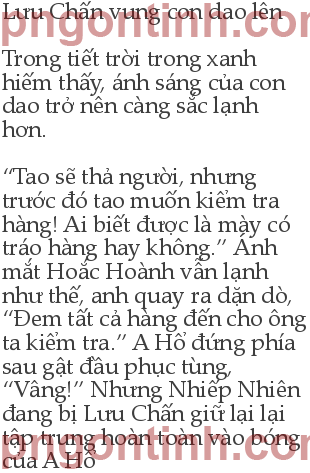 Lưu Chấn vung con dao lên
pngontinh.com
Trong tiết trời trong xanh
hiếm thấy, ánh sáng của con
dao trở nên càng sắc lạnh
hơn.
“Tao sẽ thả người, nhưng
trước đó tao muốn kiểm tra
hàng! Ai biết được là mày có
tráo hàng hay không.” Ánh
mắt Hoắc Hoành vẫn lạnh
như thế, anh quay ra dặn dò,
“Đem tất cả hàng đến cho ông
ta kiểm tra.” A Hổ đứng phía
sau gật đầu phục tùng,
“Vâng!” Nhưng Nhiếp Nhiên
đang bị Lưu Chấn giữ lại lại
tập trung hoàn toàn vào bóng
pngontinh.com
của A Hổ